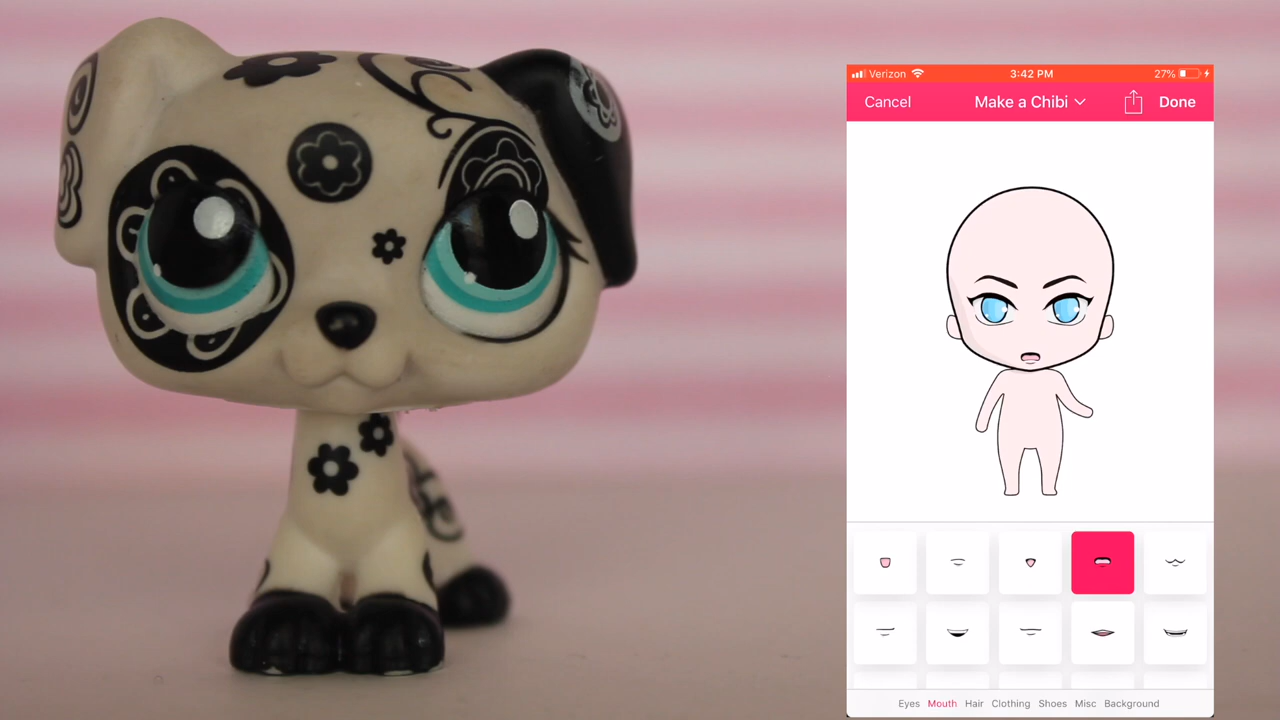 Verizon 3:42 PM 27%
Cancel Make a Chibi Done
Eyes Mouth Hair Clothing Shoes Misc Background